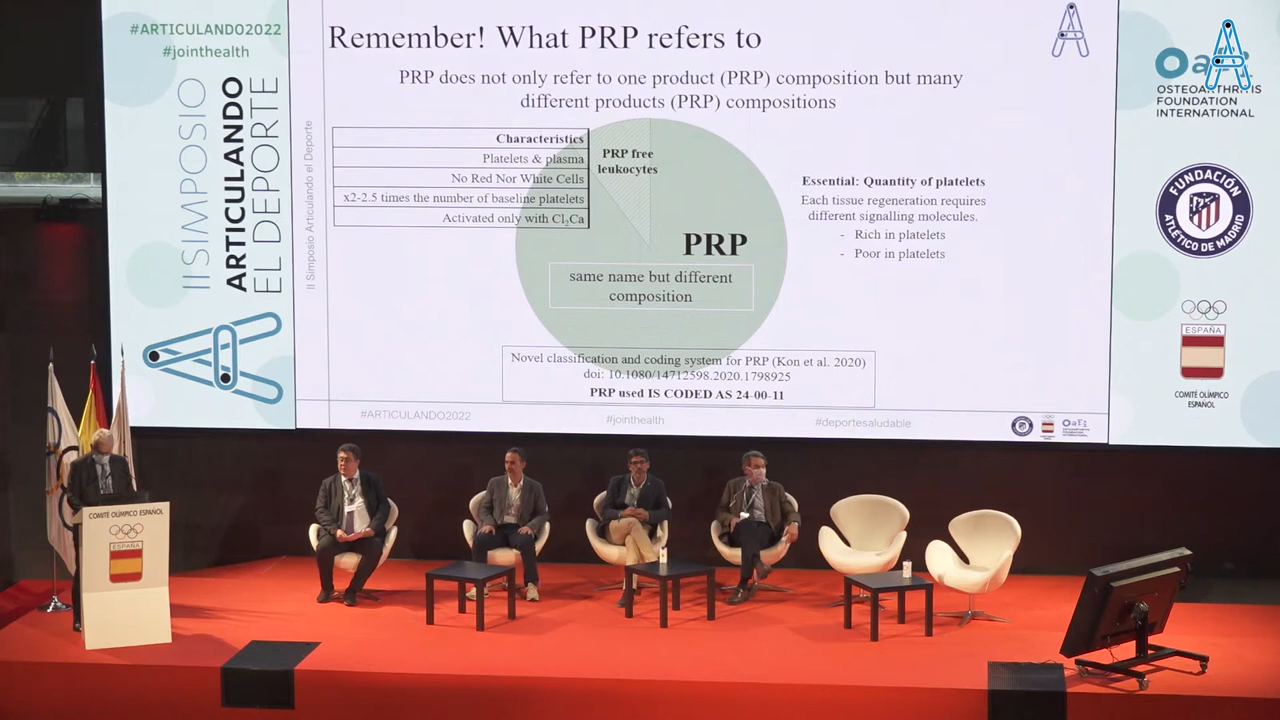 #ARTICULANDO2022
#jointhealth
II SIMPOSIO
ARTICULANDO
EL DEPORTE
II Simposio Articulando el Deporte
Remember! What PRP refers to
PRP does not only refer to one product (PRP) composition but many
different products (PRP) compositions
Characteristics
Platelets & plasma
No Red Nor White Cells
x2-2.5 times the number of baseline platelets
Activated only with Cl₂Ca
PRP free
leukocytes
PRP
same name but different
composition
Essential: Quantity of platelets
Each tissue regeneration requires
different signalling molecules.
- Rich in platelets
- Poor in platelets
Novel classification and coding system for PRP (Kon et al. 2020)
doi: 10.1080/14712598.2020.1798925
PRP used IS CODED AS 24-00-11
#ARTICULANDO2022
#jointhealth
#deportesaludable
OSTEOARTHRITIS
FOUNDATION
INTERNATIONAL
FUNDACIÓN
ATLÉTICO DE MADRID
ESPAÑA
COMITÉ OLÍMPICO
ESPAÑOL
COMITÉ OLÍMPICO ESPAÑOL
ESPAÑA